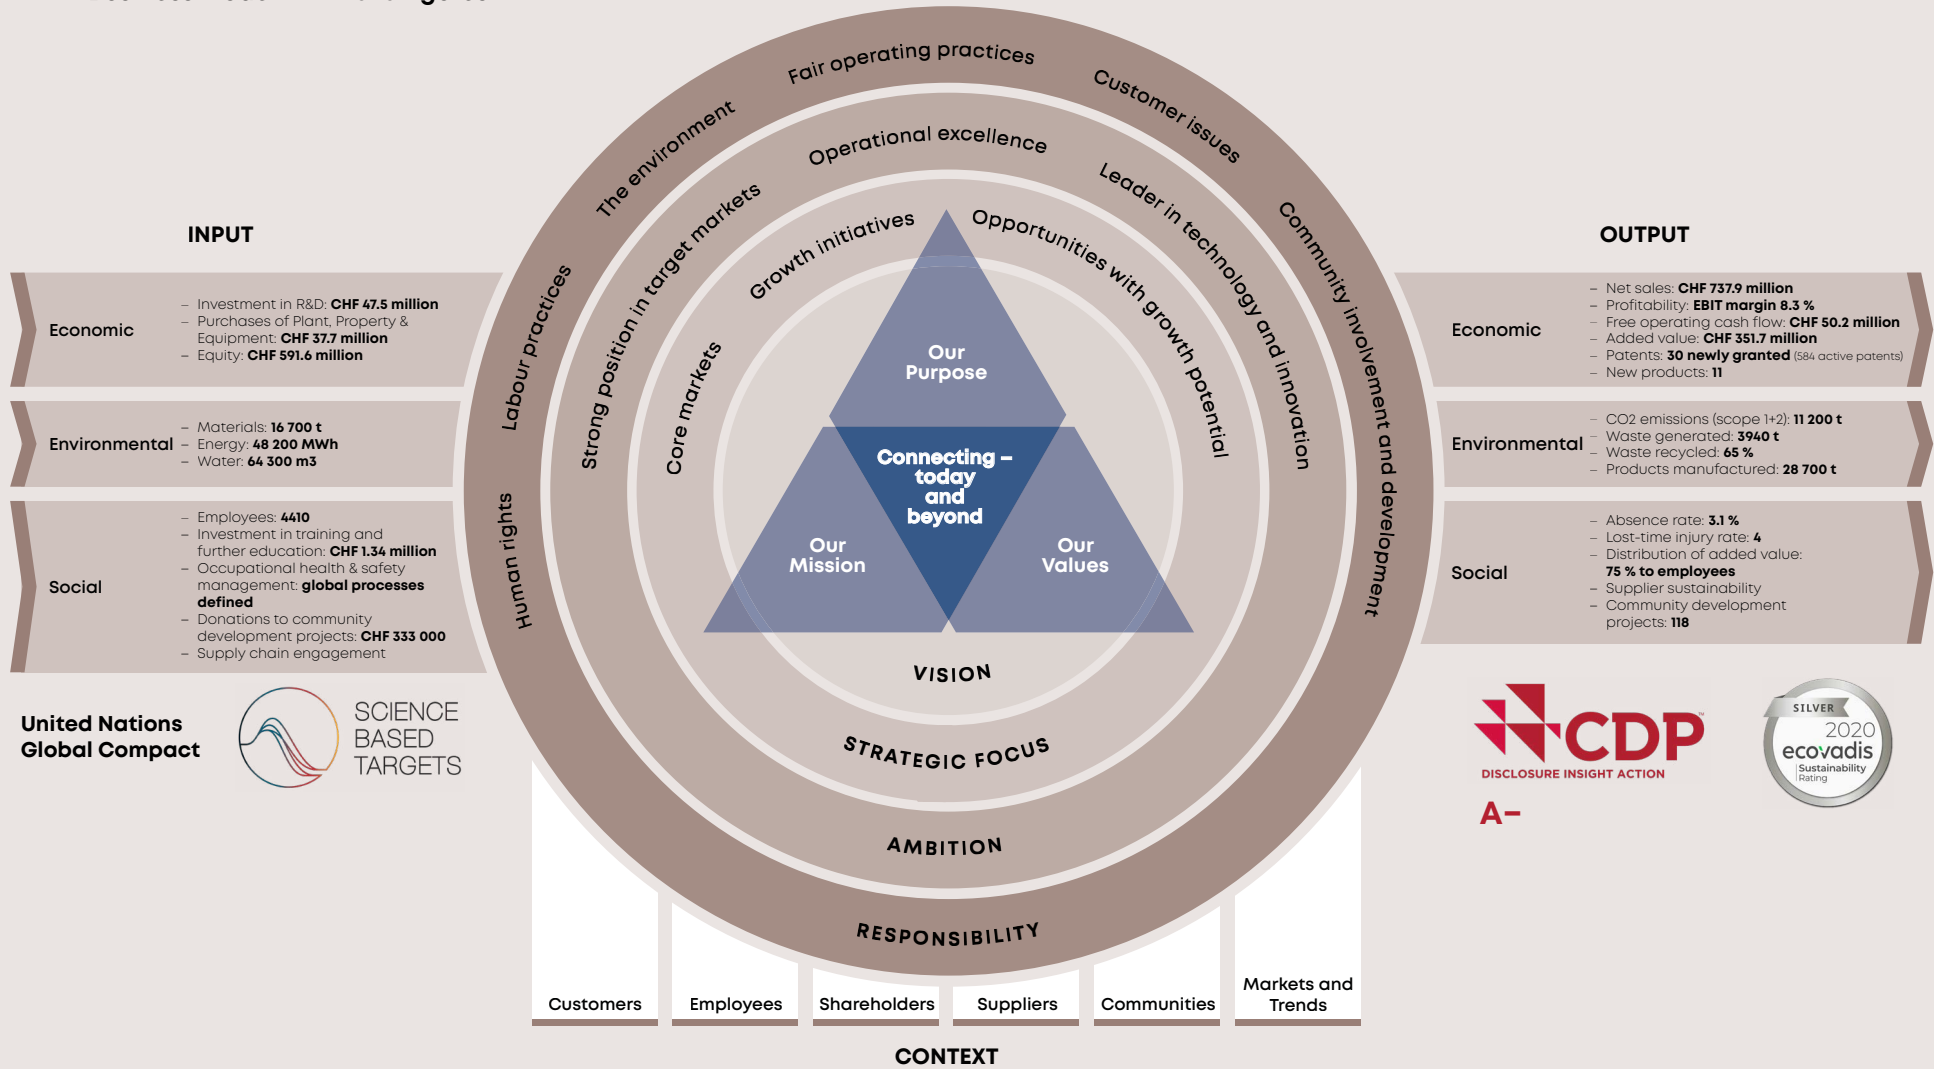 Fair operating practices
Customer issues
The environment
Community involvement and development
Labour practices
Human rights
Operational excellence
Leader in technology and innovation
Strong position in target markets
Growth initiatives
Opportunities with growth potential
Core markets
Our
Purpose
Connecting –
today
and
beyond
Our
Mission
Our
Values
VISION
STRATEGIC FOCUS
AMBITION
RESPONSIBILITY
INPUT
Economic
– Investment in R&D: CHF 47.5 million
– Purchases of Plant, Property &
Equipment: CHF 37.7 million
– Equity: CHF 591.6 million
Environmental
– Materials: 16 700 t
– Energy: 48 200 MWh
– Water: 64 300 m3
Social
– Employees: 4410
– Investment in training and
further education: CHF 1.34 million
– Occupational health & safety
management: global processes
defined
– Donations to community
development projects: CHF 333 000
– Supply chain engagement
United Nations
Global Compact
SCIENCE
BASED
TARGETS
OUTPUT
Economic
– Net sales: CHF 737.9 million
– Profitability: EBIT margin 8.3 %
– Free operating cash flow: CHF 50.2 million
– Added value: CHF 351.7 million
– Patents: 30 newly granted (584 active patents)
– New products: 11
Environmental
– CO2 emissions (scope 1+2): 11 200 t
– Waste generated: 3940 t
– Waste recycled: 65 %
– Products manufactured: 28 700 t
Social
– Absence rate: 3.1 %
– Lost-time injury rate: 4
– Distribution of added value:
75 % to employees
– Supplier sustainability
– Community development
projects: 118
CDP
DISCLOSURE INSIGHT ACTION
A–
SILVER
2020
ecovadis
Sustainability
Rating
Customers
Employees
Shareholders
Suppliers
Communities
Markets and
Trends
CONTEXT